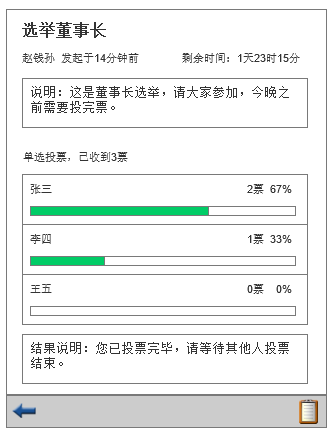 选举董事长
赵钱孙 发起于14分钟前 剩余时间：1天23时15分
说明：这是董事长选举，请大家参加，今晚之
前需要投完票。
单选投票，已收到3票
张三 2票 67%
李四 1票 33%
王五 0票 0%
结果说明：您已投票完毕，请等待其他人投票
结束。